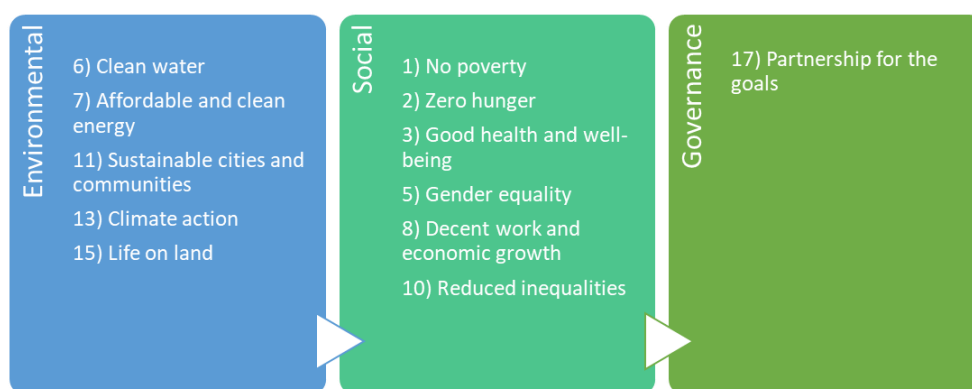 Environmental
6) Clean water
7) Affordable and clean
energy
11) Sustainable cities and
communities
13) Climate action
15) Life on land
Social
1) No poverty
2) Zero hunger
3) Good health and well-
being
5) Gender equality
8) Decent work and
economic growth
10) Reduced inequalities
Governance
17) Partnership for the
goals